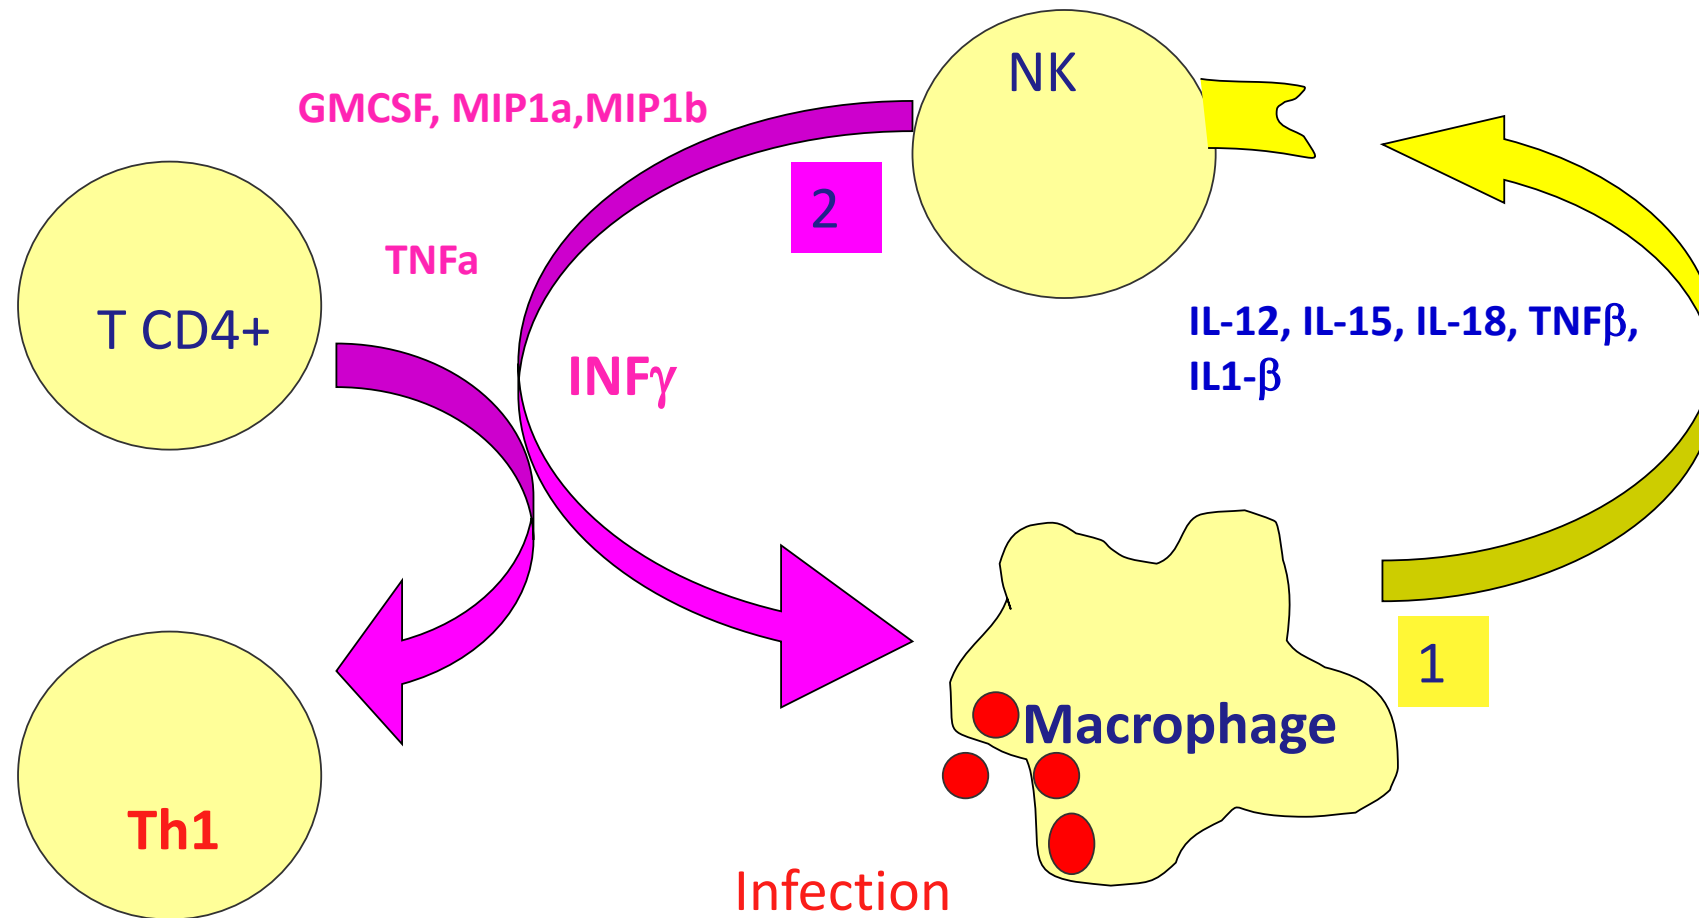 NK
GMCSF, MIP1a,MIP1b
2
TNFa
T CD4+
IL-12, IL-15, IL-18, TNFβ,
IL1-β
INFγ
1
Macrophage
Th1
Infection